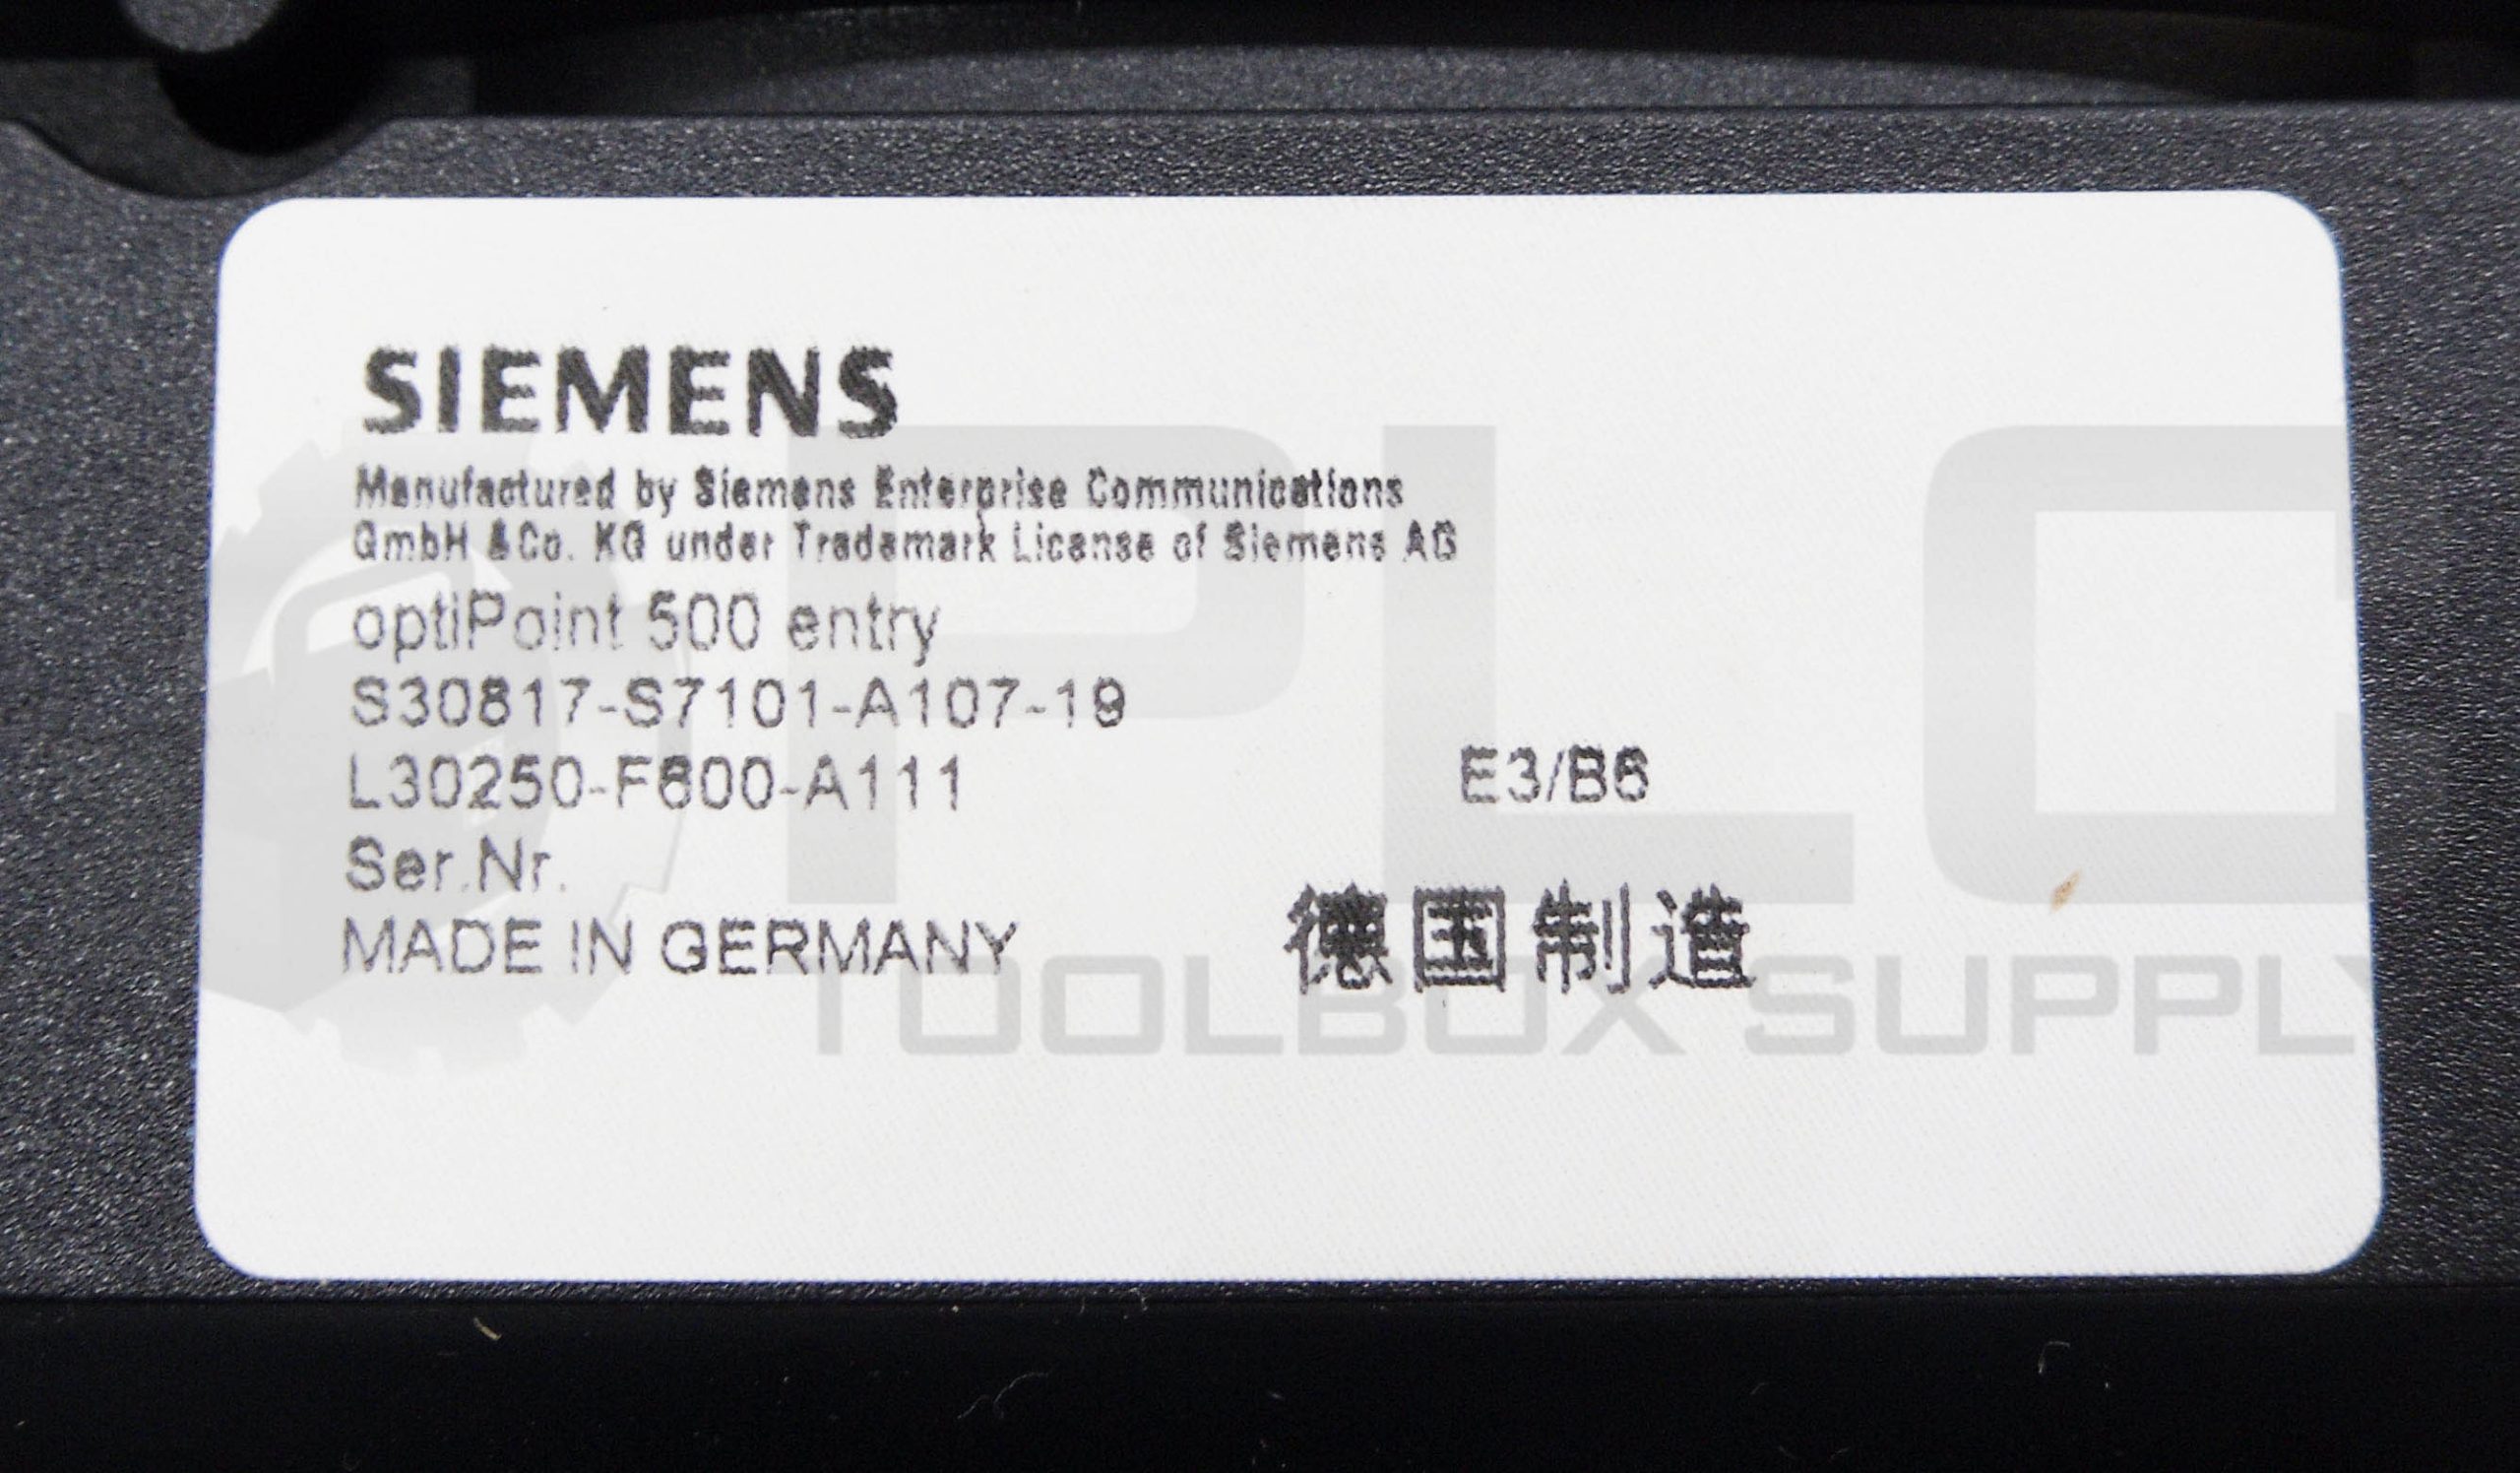 SIEMENS
Manufactured by Siemens Enterprise Communications
GmbH &Co. KG under Trademark License of Siemens AG
optiPoint 500 entry
S30817-S7101-A107-19
L30250-F600-A111
E3/B6
Ser.Nr.
MADE IN GERMANY
德国制造
PLC
TOOLBOX SUPPLY